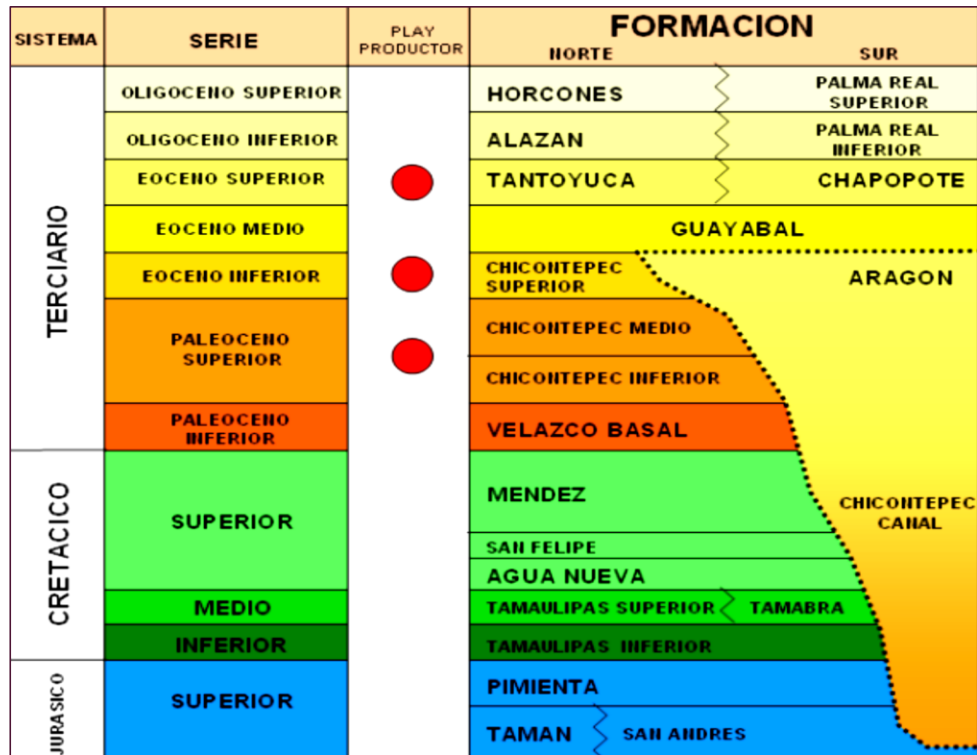 SISTEMA
SERIE
PLAY
PRODUCTOR
FORMACION
NORTE
SUR
TERCIARIO
OLIGOCENO SUPERIOR
HORCONES
PALMA REAL
SUPERIOR
OLIGOCENO INFERIOR
ALAZAN
PALMA REAL
INFERIOR
EOCENO SUPERIOR
TANTOYUCA
CHAPOPOTE
EOCENO MEDIO
GUAYABAL
EOCENO INFERIOR
CHICONTEPEC
SUPERIOR
ARAGON
PALEOCENO
SUPERIOR
CHICONTEPEC MEDIO
CHICONTEPEC INFERIOR
PALEOCENO
INFERIOR
VELAZCO BASAL
CRETACICO
SUPERIOR
MENDEZ
CHICONTEPEC
CANAL
SAN FELIPE
AGUA NUEVA
MEDIO
TAMAULIPAS SUPERIOR
TAMABRA
INFERIOR
TAMAULIPAS INFERIOR
JURASICO
SUPERIOR
PIMIENTA
TAMAN
SAN ANDRES